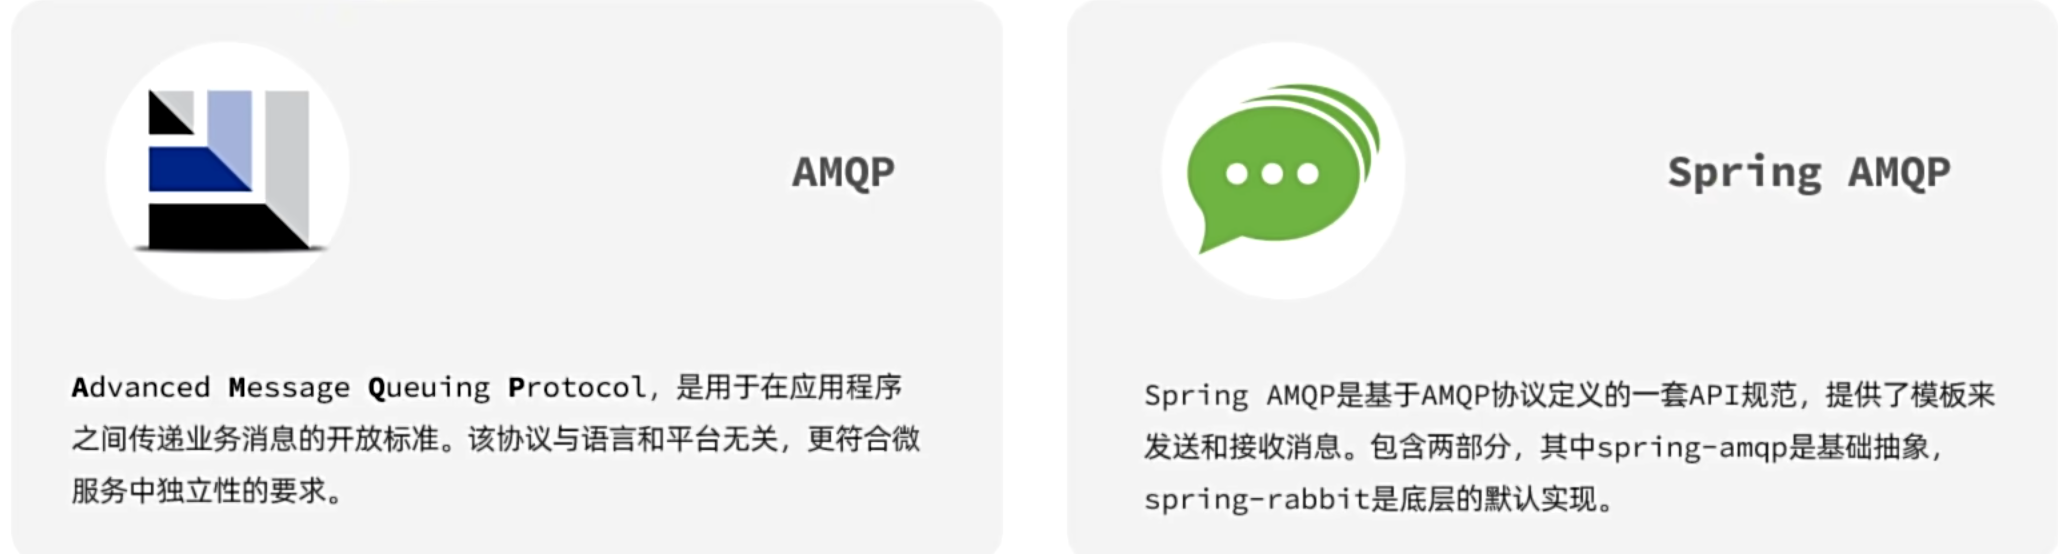 AMQP
Advanced Message Queuing Protocol，是用于在应用程序
之间传递业务消息的开放标准。该协议与语言和平台无关，更符合微
服务中独立性的要求。
Spring AMQP
Spring AMQP是基于AMQP协议定义的一套API规范，提供了模板来
发送和接收消息。包含两部分，其中spring-amqp是基础抽象，
spring-rabbit是底层的默认实现。